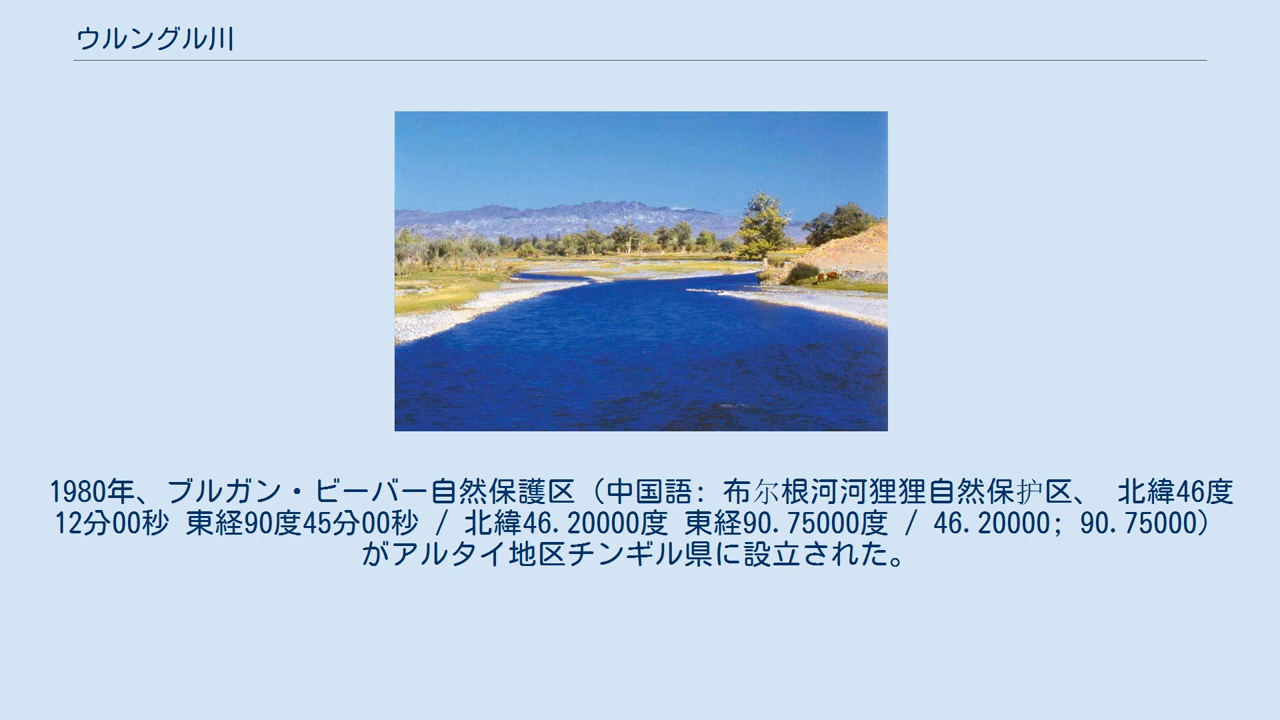 ウルングル川
1980年、ブルガン・ビーバー自然保護区（中国語: 布尔根河河狸狸自然保护区、 北緯46度
12分00秒 東経90度45分00秒 / 北緯46.20000度 東経90.75000度 / 46.20000; 90.75000）
がアルタイ地区チンギル県に設立された。